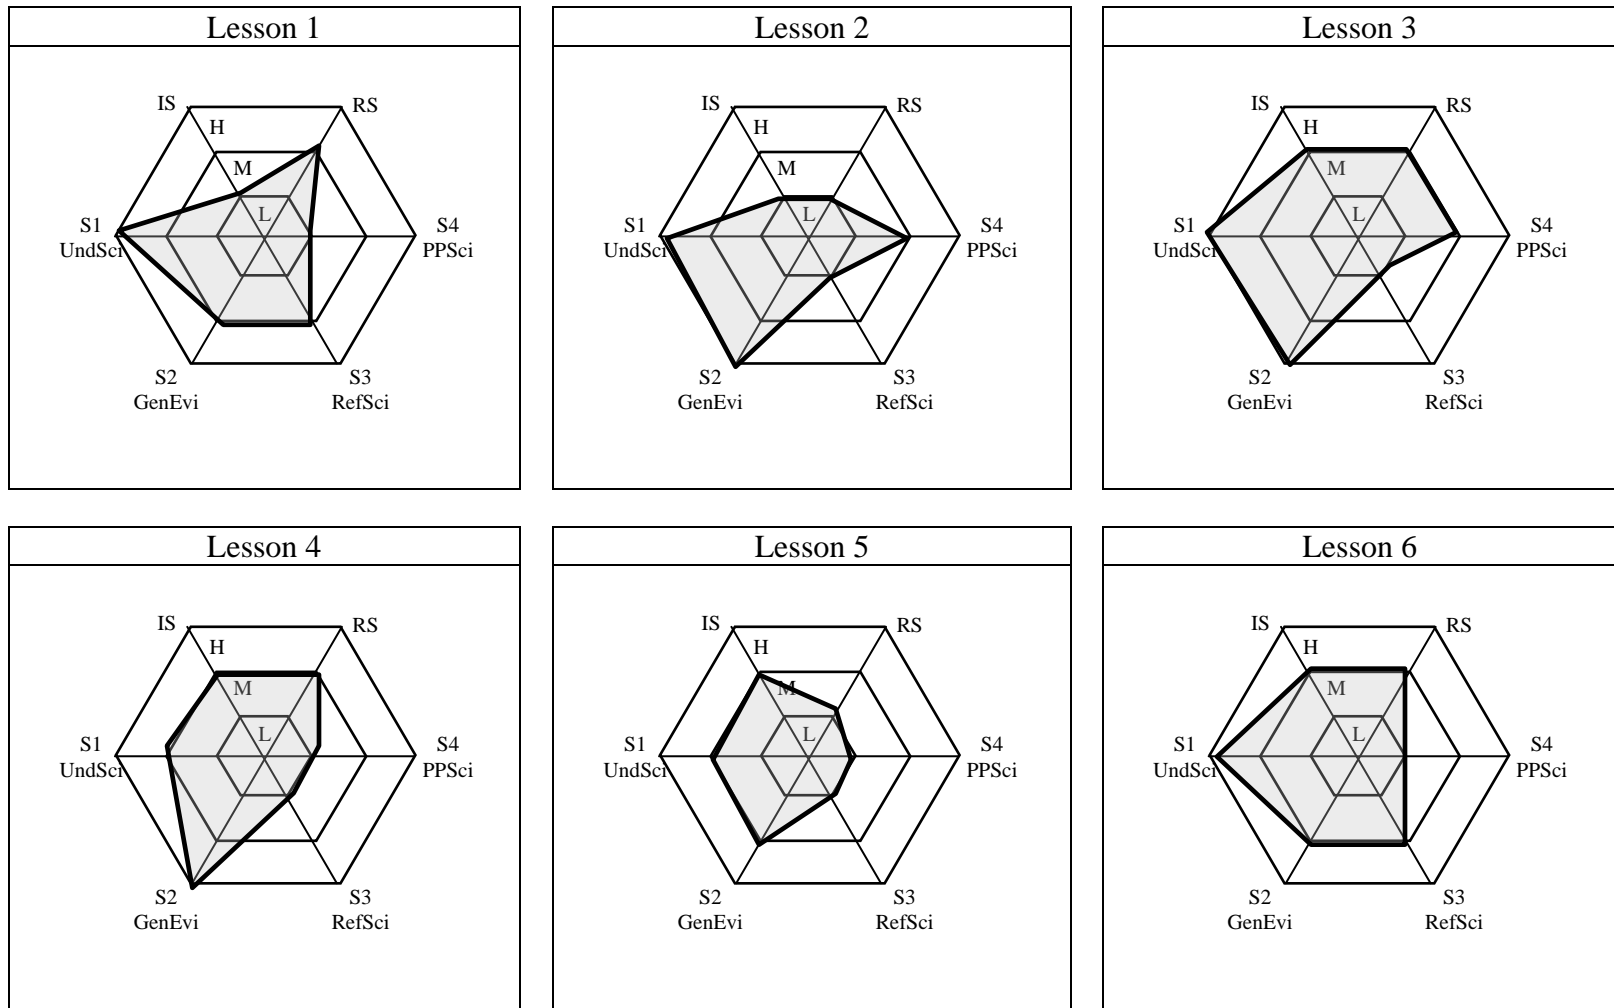 Lesson 1
IS
RS
H
M
L
S1
UndSci
S4
PPSci
S2
GenEvi
S3
RefSci
Lesson 2
IS
RS
H
M
L
S1
UndSci
S4
PPSci
S2
GenEvi
S3
RefSci
Lesson 3
IS
RS
H
M
L
S1
UndSci
S4
PPSci
S2
GenEvi
S3
RefSci
Lesson 4
IS
RS
H
M
L
S1
UndSci
S4
PPSci
S2
GenEvi
S3
RefSci
Lesson 5
IS
RS
H
M
L
S1
UndSci
S4
PPSci
S2
GenEvi
S3
RefSci
Lesson 6
IS
RS
H
M
L
S1
UndSci
S4
PPSci
S2
GenEvi
S3
RefSci